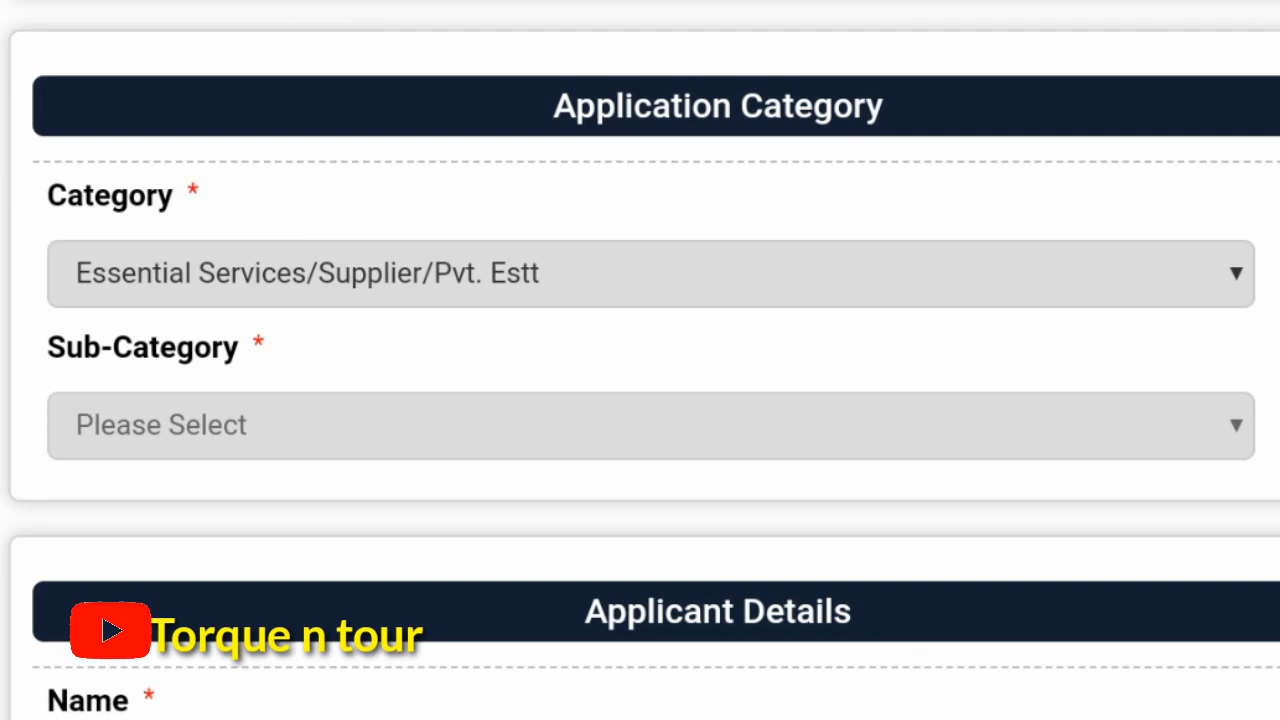 Application Category
Category *
Essential Services/Supplier/Pvt. Estt
Sub-Category *
Please Select
Applicant Details
Torque n tour
Name *